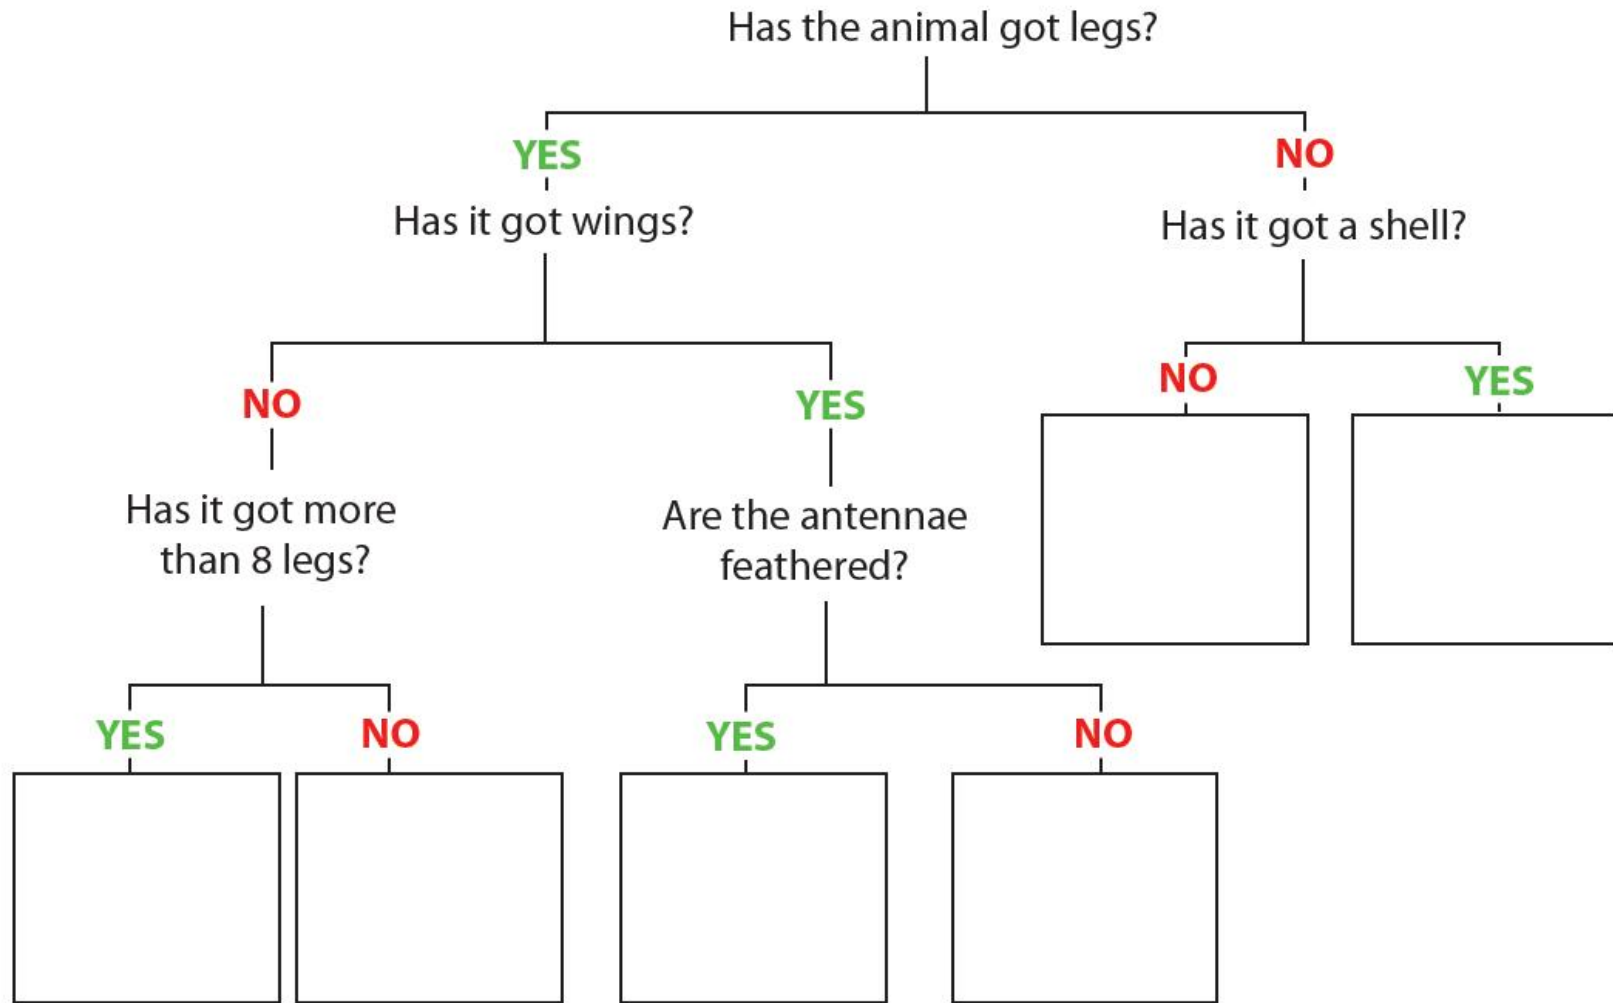 Has the animal got legs?
YES
NO
Has it got wings?
Has it got a shell?
NO
YES
NO
YES
Has it got more
than 8 legs?
Are the antennae
feathered?
YES
NO
YES
NO